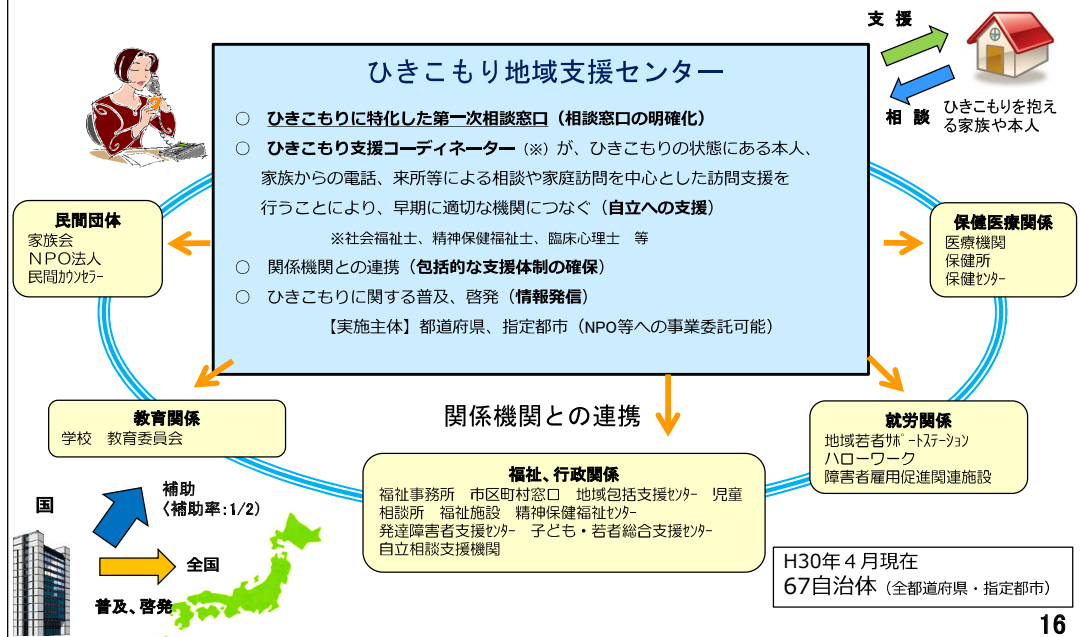 ひきこもり地域支援センター
○ ひきこもりに特化した第一次相談窓口（相談窓口の明確化）
○ ひきこもり支援コーディネーター（※）が、ひきこもりの状態にある本人、
家族からの電話、来所等による相談や家庭訪問を中心とした訪問支援を
行うことにより、早期に適切な機関につなぐ（自立への支援）
※社会福祉士、精神保健福祉士、臨床心理士　等
○ 関係機関との連携（包括的な支援体制の確保）
○ ひきこもりに関する普及、啓発（情報発信）
【実施主体】都道府県、指定都市（NPO等への事業委託可能）
支 援
相 談
ひきこもりを抱え
る家族や本人
民間団体
家族会
ＮＰＯ法人
民間ｶｳﾝｾﾗｰ
保健医療関係
医療機関
保健所
保健ｾﾝﾀｰ
教育関係
学校　教育委員会
関係機関との連携
就労関係
地域若者ｻﾎﾟｰﾄｽﾃｰｼｮﾝ
ハローワーク
障害者雇用促進関連施設
福祉、行政関係
福祉事務所　市区町村窓口　地域包括支援ｾﾝﾀｰ　児童
相談所　福祉施設　精神保健福祉ｾﾝﾀｰ
発達障害者支援ｾﾝﾀｰ　子ども・若者総合支援ｾﾝﾀｰ
自立相談支援機関
国
補助
〈補助率：1/2〉
全国
普及、啓発
H30年４月現在
67自治体（全都道府県・指定都市）
16